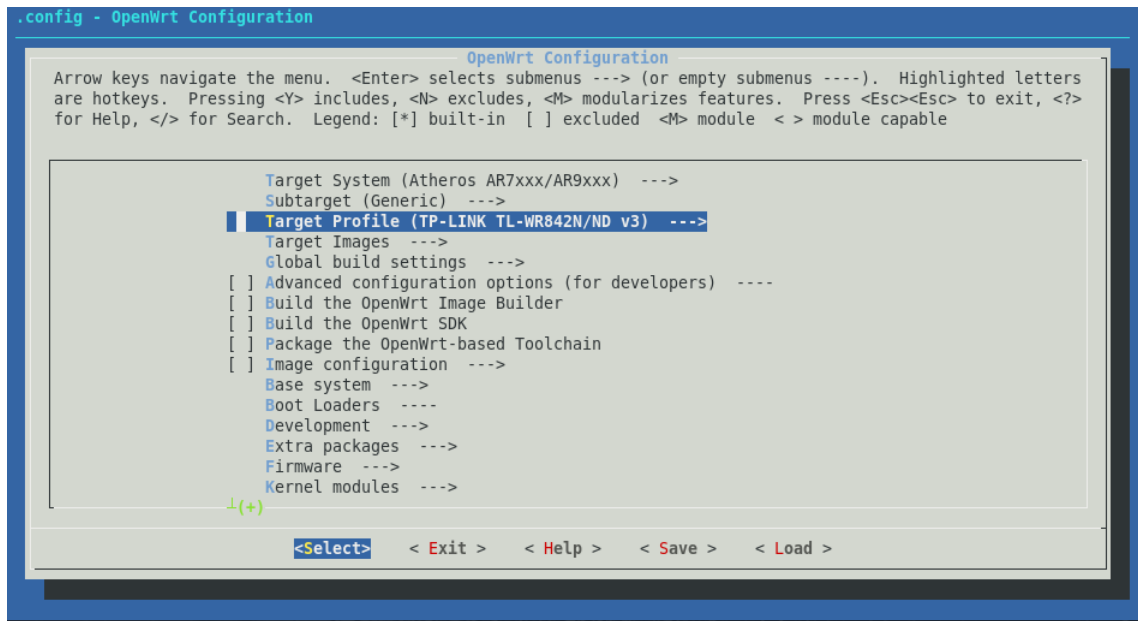 .config - OpenWrt Configuration
OpenWrt Configuration
Arrow keys navigate the menu.  <Enter> selects submenus ---> (or empty submenus ----).  Highlighted letters
are hotkeys.  Pressing <Y> includes, <N> excludes, <M> modularizes features.  Press <Esc><Esc> to exit, <?>
for Help, </> for Search.  Legend: [*] built-in  [ ] excluded  <M> module  < > module capable
Target System (Atheros AR7xxx/AR9xxx)  --->
Subtarget (Generic)  --->
Target Profile (TP-LINK TL-WR842N/ND v3)  --->
Target Images  --->
Global build settings  --->
[ ] Advanced configuration options (for developers)  ----
[ ] Build the OpenWrt Image Builder
[ ] Build the OpenWrt SDK
[ ] Package the OpenWrt-based Toolchain
[ ] Image configuration  --->
Base system  --->
Boot Loaders  ----
Development  --->
Extra packages  --->
Firmware  --->
Kernel modules  --->
┴(+)
<Select>    < Exit >    < Help >    < Save >    < Load >